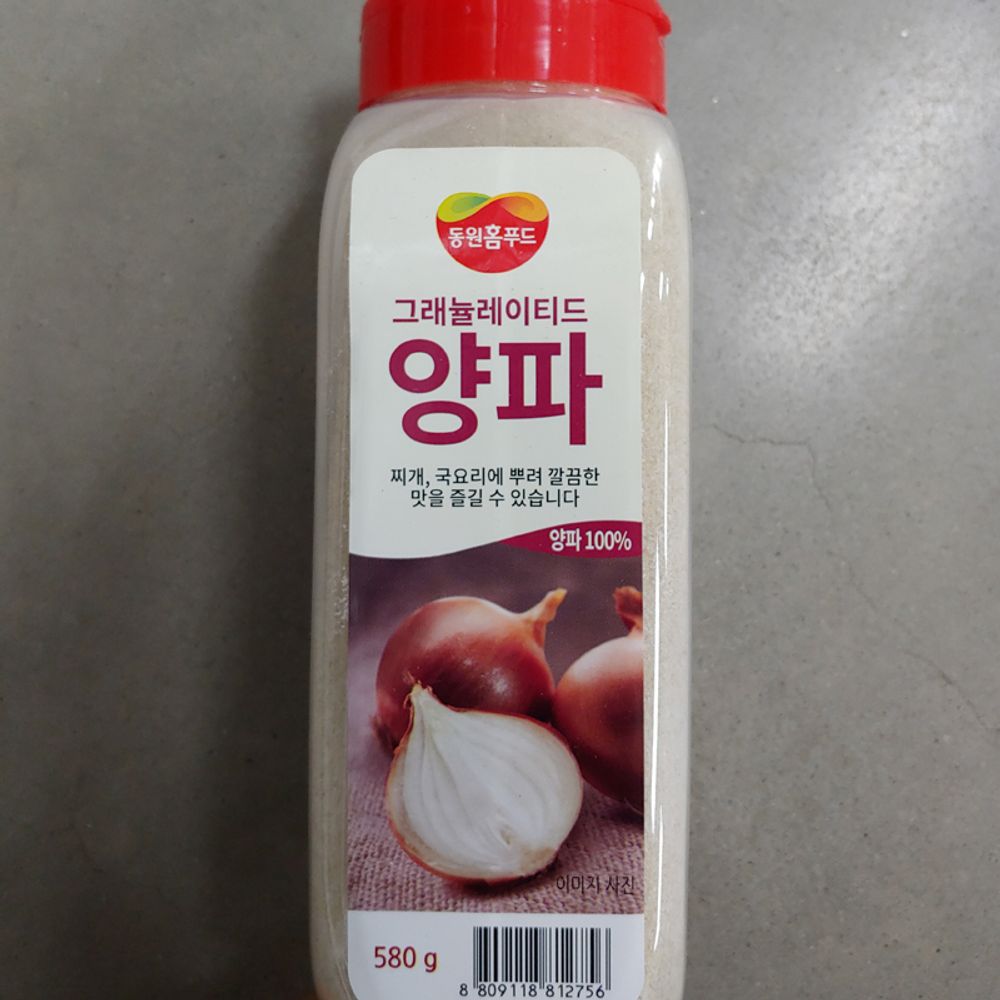 동원홈푸드
그래뉼레이티드
양파
찌개, 국요리에 뿌려 깔끔한
맛을 즐길 수 있습니다
양파 100%
이미지 사진
580 g
8 809118 812756